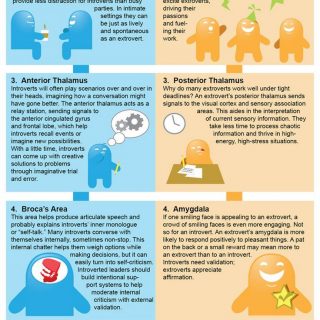 provide less distraction for introverts than busy
parties. In intimate
settings they can
be just as lively
and spontaneous
as an extrovert.
excite extroverts,
driving their
passions
and fuel-
ing their
work.
3. Anterior Thalamus
Introverts will often play scenarios over and over in
their heads, imagining how a conversation might
have gone better. The anterior thalamus acts as a
relay station, sending signals to
the anterior cingulated gyrus
and frontal lobe, which help
introverts recall events or
imagine new possibilities.
With a little time, introverts
can come up with creative
solutions to problems
through imaginative trial
and error.
3. Posterior Thalamus
Why do many extroverts work well under tight
deadlines? An extrovert's posterior thalamus sends
signals to the visual cortex and sensory association
areas. This aides in the interpretation
of current sensory information. They
take less time to process chaotic
information and thrive in high-
energy, high-stress situations.
4. Broca's Area
This area helps produce articulate speech and
probably explains introverts' inner monologue
or "self-talk." Many introverts converse with
themselves internally, sometimes non-stop. This
internal chatter helps them weigh options while
making decisions, but it can
easily turn into self-criticism.
Introverted leaders should
build intentional sup-
port systems to help
moderate internal
criticism with external
validation.
4. Amygdala
If one smiling face is appealing to an extrovert, a
crowd of smiling faces is even more engaging. Not
so for an introvert. An extrovert's amygdala is more
likely to respond positively to pleasant things. A pat
on the back or a small reward may mean more to an
extrovert than to an introvert.
Introverts need validation;
extroverts appreciate
affirmation.